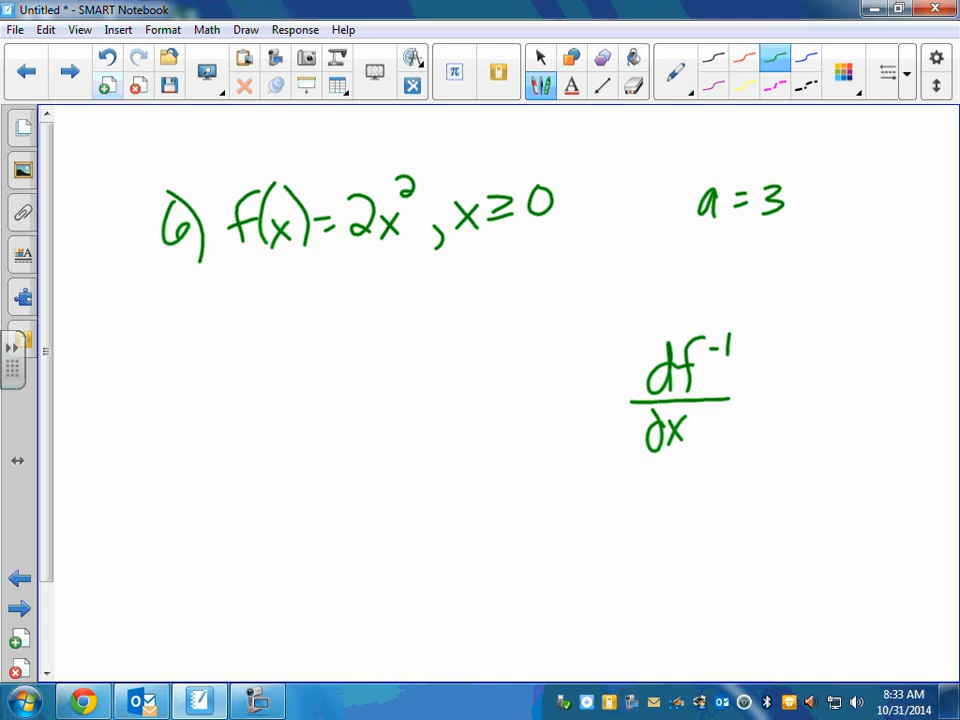 Untitled * - SMART Notebook
File Edit View Insert Format Math Draw Response Help
π
A
6) f(x) = 2x², x ≥ 0 a = 3
df⁻¹
dx
8:33 AM
10/31/2014